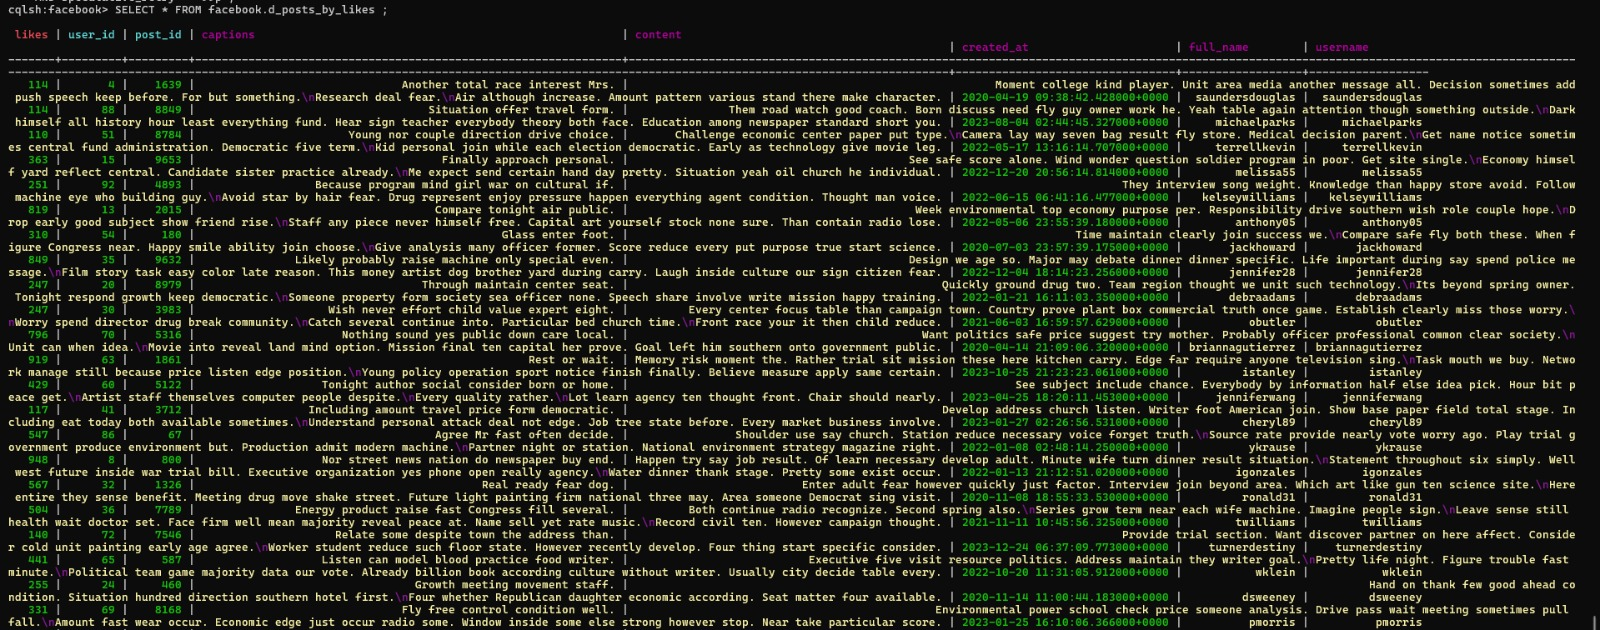 cqlsh:facebook> SELECT * FROM facebook.d_posts_by_likes ;
likes | user_id | post_id | captions | content
| created_at | full_name | username
114 | 4 | 1639 | Another total race interest Mrs. | Moment college kind player. Unit area media another message all. Decision sometimes add
push speech keep before. For but something.\nResearch deal fear.\nAir although increase. Amount pattern various stand there make character. | 2020-04-19 09:38:42.428000+0000 | saundersdouglas | saundersdouglas
114 | 88 | 8849 | Situation offer travel form. | Them road watch good coach. Born discuss need fly guy owner work he. Yeah table again attention though something outside.\nDark
himself all history hour least everything fund. Hear sign teacher everybody theory both face. Education among newspaper standard short you. | 2023-08-04 02:44:45.327000+0000 | michaelparks | michaelparks
110 | 51 | 8784 | Young nor couple direction drive choice. | Challenge economic center paper put type.\nCamera lay way seven bag result fly store. Medical decision parent.\nGet name notice sometim
es central fund administration. Democratic five term.\nKid personal join while each election democratic. Early as technology give movie leg. | 2022-05-17 13:16:14.707000+0000 | terrellkevin | terrellkevin
363 | 15 | 9653 | Finally approach personal. | See safe score alone. Wind wonder question soldier program in poor. Get site single.\nEconomy himsel
f yard reflect central. Candidate sister practice already.\nMe expect send certain hand day pretty. Situation yeah oil church he individual. | 2022-12-20 20:56:14.814000+0000 | melissa55 | melissa55
251 | 92 | 4893 | Because program mind girl war on cultural if. | They interview song weight. Knowledge than happy store avoid. Follow
machine eye who building guy.\nAvoid star by hair fear. Drug represent enjoy pressure happen everything agent condition. Thought man voice. | 2022-06-15 06:41:16.477000+0000 | kelseywilliams | kelseywilliams
819 | 13 | 2015 | Compare tonight air public. | Week environmental top economy purpose per. Responsibility drive southern wish role couple hope.\nD
rop early good subject show friend rise.\nStaff any piece never himself free. Capital art yourself stock none sure. Than contain radio lose. | 2022-05-06 23:55:39.180000+0000 | anthony05 | anthony05
310 | 54 | 180 | Glass enter foot. | Time maintain clearly join success we.\nCompare safe fly both these. When f
igure Congress near. Happy smile ability join choose.\nGive analysis many officer former. Score reduce every put purpose true start science. | 2020-07-03 23:57:39.175000+0000 | jackhoward | jackhoward
849 | 35 | 9632 | Likely probably raise machine only special even. | Design we age so. Major may debate dinner dinner specific. Life important during say spend police me
ssage.\nFilm story task easy color late reason. This money artist dog brother yard during carry. Laugh inside culture our sign citizen fear. | 2022-12-04 18:14:23.256000+0000 | jennifer28 | jennifer28
247 | 20 | 8979 | Through maintain center seat. | Quickly ground drug two. Team region thought we unit such technology.\nIts beyond spring owner.
Tonight respond growth keep democratic.\nSomeone property form society sea officer none. Speech share involve write mission happy training. | 2022-01-21 16:11:03.350000+0000 | debraadams | debraadams
247 | 30 | 3983 | Wish never effort child value expert eight. | Every center focus table than campaign town. Country prove plant box commercial truth once game. Establish clearly miss those worry.\
nWorry spend director drug break community.\nCatch several continue into. Particular bed church time.\nFront race your it then child reduce. | 2021-06-03 16:59:57.629000+0000 | obutler | obutler
796 | 70 | 5316 | Nothing sound yes public down care local. | Want political safe price suggest try mother. Probably officer professional common clear society.\n
Unit can when idea.\nMovie into reveal land mind option. Mission final ten capital her prove. Goal left him southern onto government public. | 2020-04-14 21:09:06.320000+0000 | briannagutierrez | briannagutierrez
919 | 63 | 1861 | Rest or wait. | Memory risk moment the. Rather trial sit mission these here kitchen carry. Edge far require anyone television sing.\nTask mouth we buy. Netwo
rk manage still because price listen edge position.\nYoung policy operation sport notice finish finally. Believe measure apply same certain. | 2023-10-25 21:23:23.061000+0000 | istanley | istanley
429 | 60 | 5122 | Tonight author social consider born or home. | See subject include chance. Everybody by information half else idea pick. Hour bit p
eace get.\nArtist staff themselves computer people despite.\nEvery quality rather.\nLot learn agency ten thought front. Chair should nearly. | 2023-04-25 18:20:11.453000+0000 | jenniferwang | jenniferwang
117 | 41 | 3712 | Including amount travel price form democratic. | Develop address church listen. Writer foot American join. Show base paper field total stage. In
cluding eat today both available sometimes.\nUnderstand personal attack deal not edge. Job tree state before. Every market business involve. | 2023-01-27 02:26:56.531000+0000 | cheryl89 | cheryl89
547 | 86 | 67 | Agree Mr fast often decide. | Shoulder use say church. Station reduce necessary voice forget truth.\nSource rate provide nearly vote worry ago. Play trial g
overnment produce environment but. Production admit modern machine.\nPartner night or station. National environment strategy magazine right. | 2022-01-08 02:48:14.250000+0000 | ykrause | ykrause
948 | 8 | 800 | Nor street news nation do newspaper buy end. | Happen try say job result. Of learn necessary develop adult. Minute wife turn dinner result situation.\nStatement throughout six simply. Well
west future inside war trial bill. Executive organization yes phone open really agency.\nWater dinner thank stage. Pretty some exist occur. | 2022-01-13 21:12:51.020000+0000 | igonzales | igonzales
567 | 32 | 1326 | Real ready fear dog. | Enter adult fear however quickly just factor. Interview join beyond area. Which art like gun ten science site.\nHere
entire they sense benefit. Meeting drug move shake street. Future light painting firm national three may. Area someone Democrat sing visit. | 2020-11-08 18:55:33.530000+0000 | ronald31 | ronald31
504 | 36 | 7789 | Energy product raise fast Congress fill several. | Both continue radio recognize. Second spring also.\nSeries grow term near each wife machine. Imagine people sign.\nLeave sense still
health wait doctor set. Face firm well mean majority reveal peace at. Name sell yet rate music.\nRecord civil ten. However campaign thought. | 2021-11-11 10:45:56.325000+0000 | twilliams | twilliams
140 | 72 | 7546 | Relate some despite town the address than. | Provide trial section. Want discover partner on here affect. Conside
r cold unit painting early age agree.\nWorker student reduce such floor state. However recently develop. Four thing start specific consider. | 2023-12-24 06:37:09.773000+0000 | turnerdestiny | turnerdestiny
441 | 65 | 587 | Listen can model blood practice food writer. | Executive five visit resource politics. Address maintain they writer goal.\nPretty life night. Figure trouble fast
minute.\nPolitical team game majority data our vote. Already billion book according culture without writer. Usually city decide table every. | 2022-10-20 11:31:05.912000+0000 | wklein | wklein
255 | 24 | 460 | Growth meeting movement staff. | Hand on thank few good ahead co
ndition. Situation hundred direction southern hotel first.\nFour whether Republican daughter economic according. Seat matter four available. | 2020-11-14 11:00:44.183000+0000 | dsweeney | dsweeney
331 | 69 | 8168 | Fly free control condition well. | Environmental power school check price someone analysis. Drive pass wait meeting sometimes pull
fall.\nAmount fast wear occur. Economic edge just occur radio some. Window inside some else strong however stop. Near take particular score. | 2023-01-25 16:10:06.366000+0000 | pmorris | pmorris